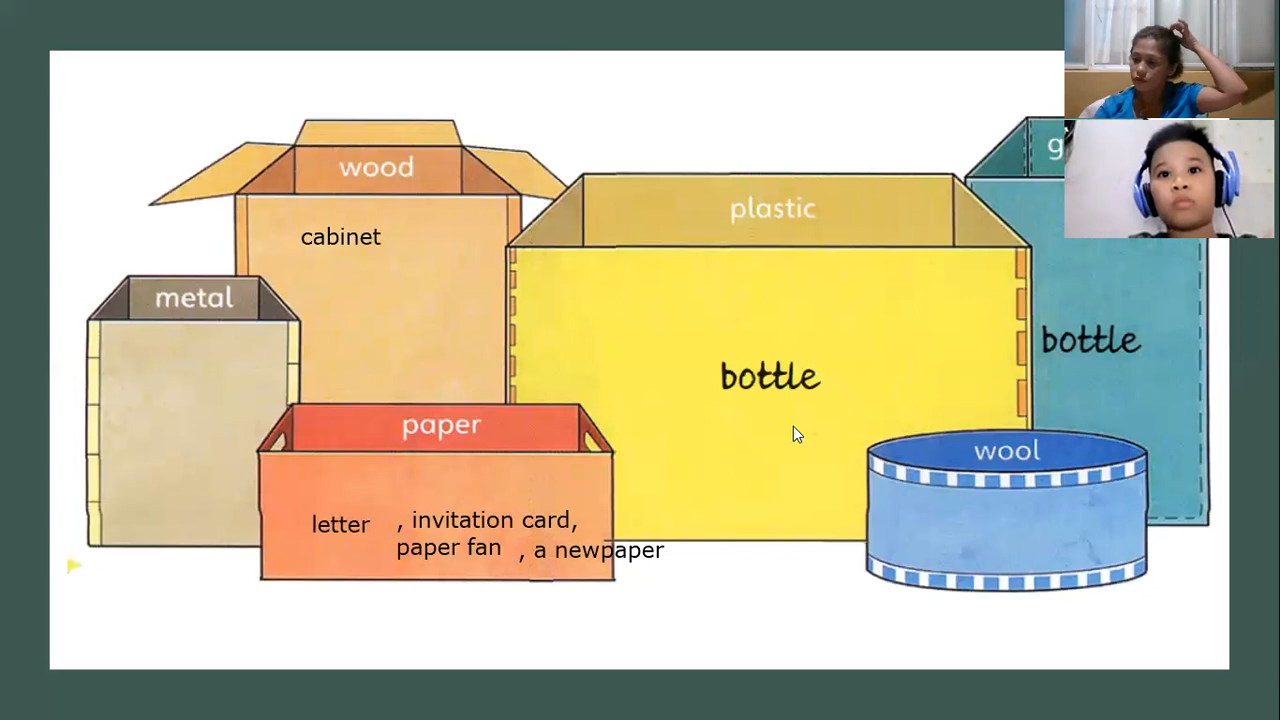 wood
plastic
g
cabinet
metal
bottle
bottle
paper
wool
letter , invitation card,
paper fan , a newpaper